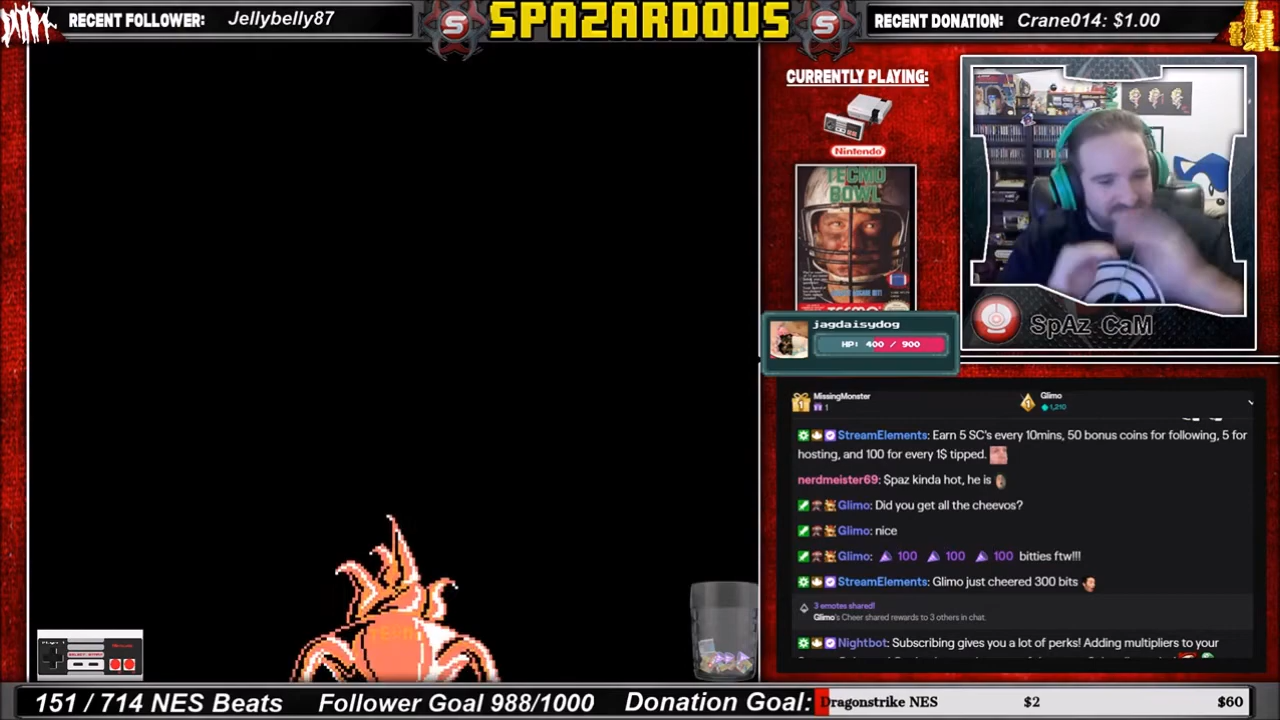 RECENT FOLLOWER: Jellybelly87
SPAZARDOUS
RECENT DONATION: Crane014: $1.00
CURRENTLY PLAYING:
Nintendo
TECMO
BOWL
jagdaisydog
HP: 400 / 900
SpAz CaM
MissingMonster
1
Glimo
1,210
StreamElements: Earn 5 SC's every 10mins, 50 bonus coins for following, 5 for
hosting, and 100 for every 1$ tipped.
nerdmeister69: $paz kinda hot, he is
Glimo: Did you get all the cheevos?
Glimo: nice
Glimo: 100 100 100 bitties ftw!!!
StreamElements: Glimo just cheered 300 bits
3 emotes shared!
Glimo's Cheer shared rewards to 3 others in chat.
Nightbot: Subscribing gives you a lot of perks! Adding multipliers to your
151 / 714 NES Beats
Follower Goal 988/1000
Donation Goal:
Dragonstrike NES
$2
$60